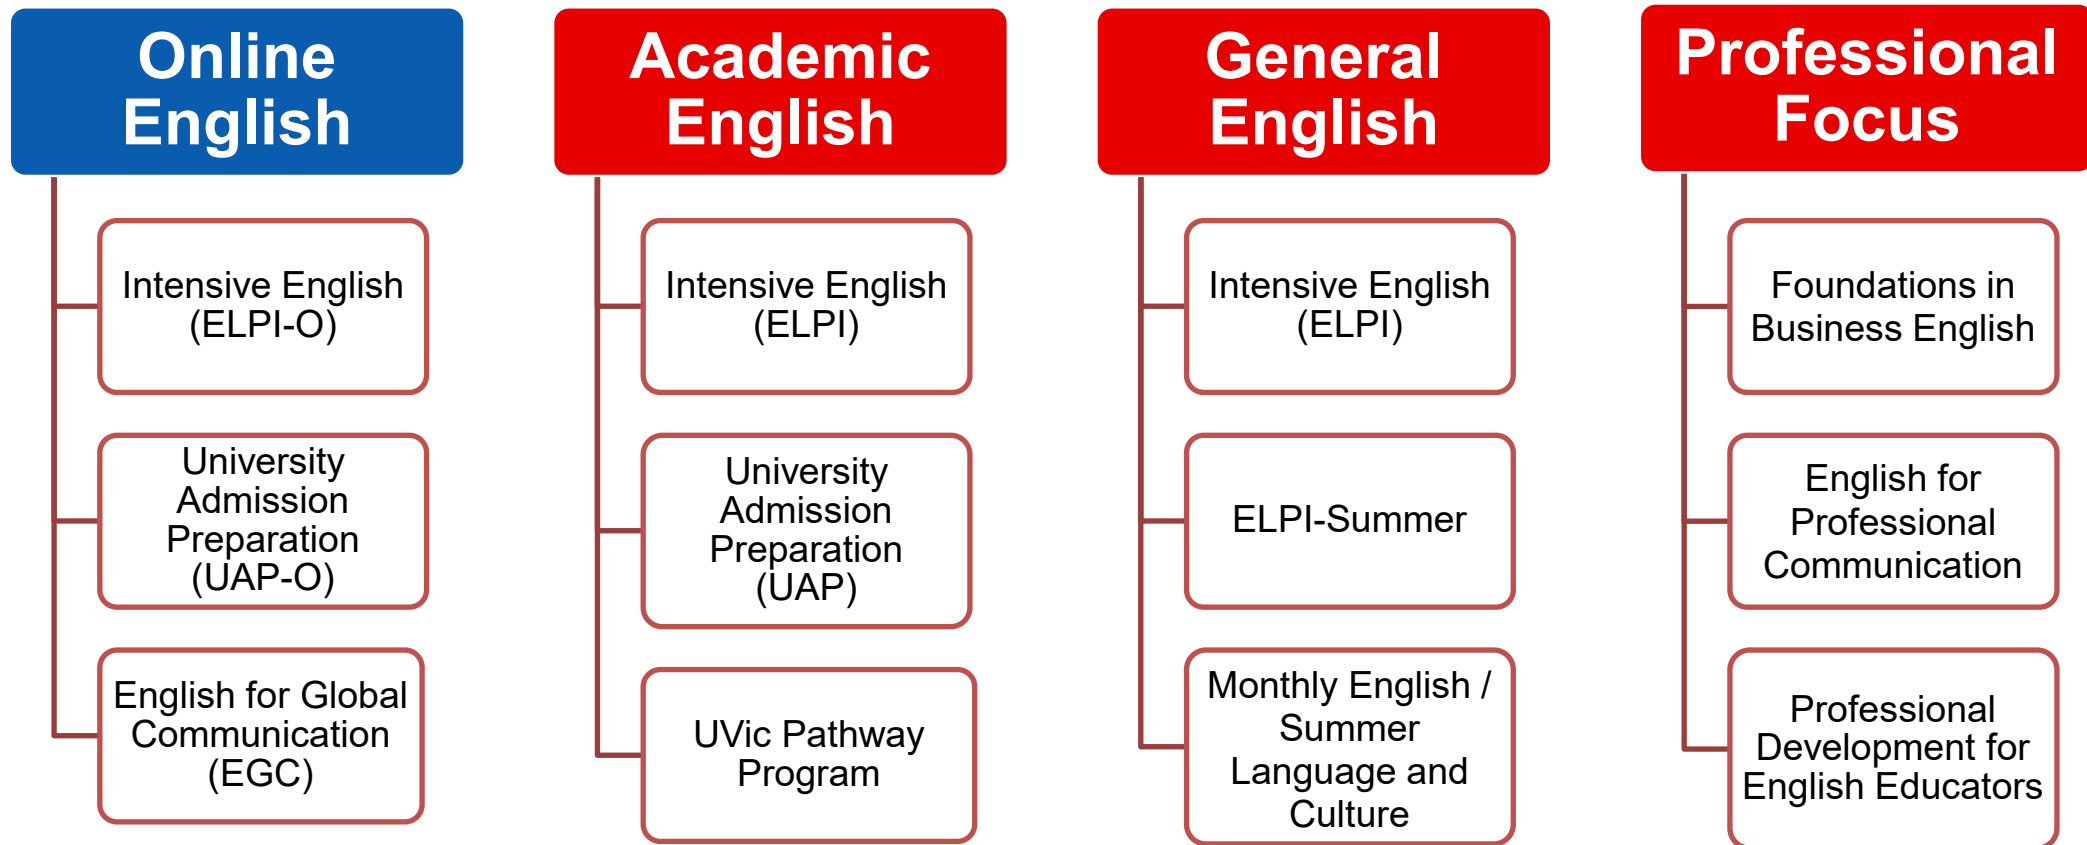 Online
English
Intensive English
(ELPI-O)
University
Admission
Preparation
(UAP-O)
English for Global
Communication
(EGC)
Academic
English
Intensive English
(ELPI)
University
Admission
Preparation
(UAP)
UVic Pathway
Program
General
English
Intensive English
(ELPI)
ELPI-Summer
Monthly English /
Summer
Language and
Culture
Professional
Focus
Foundations in
Business English
English for
Professional
Communication
Professional
Development for
English Educators